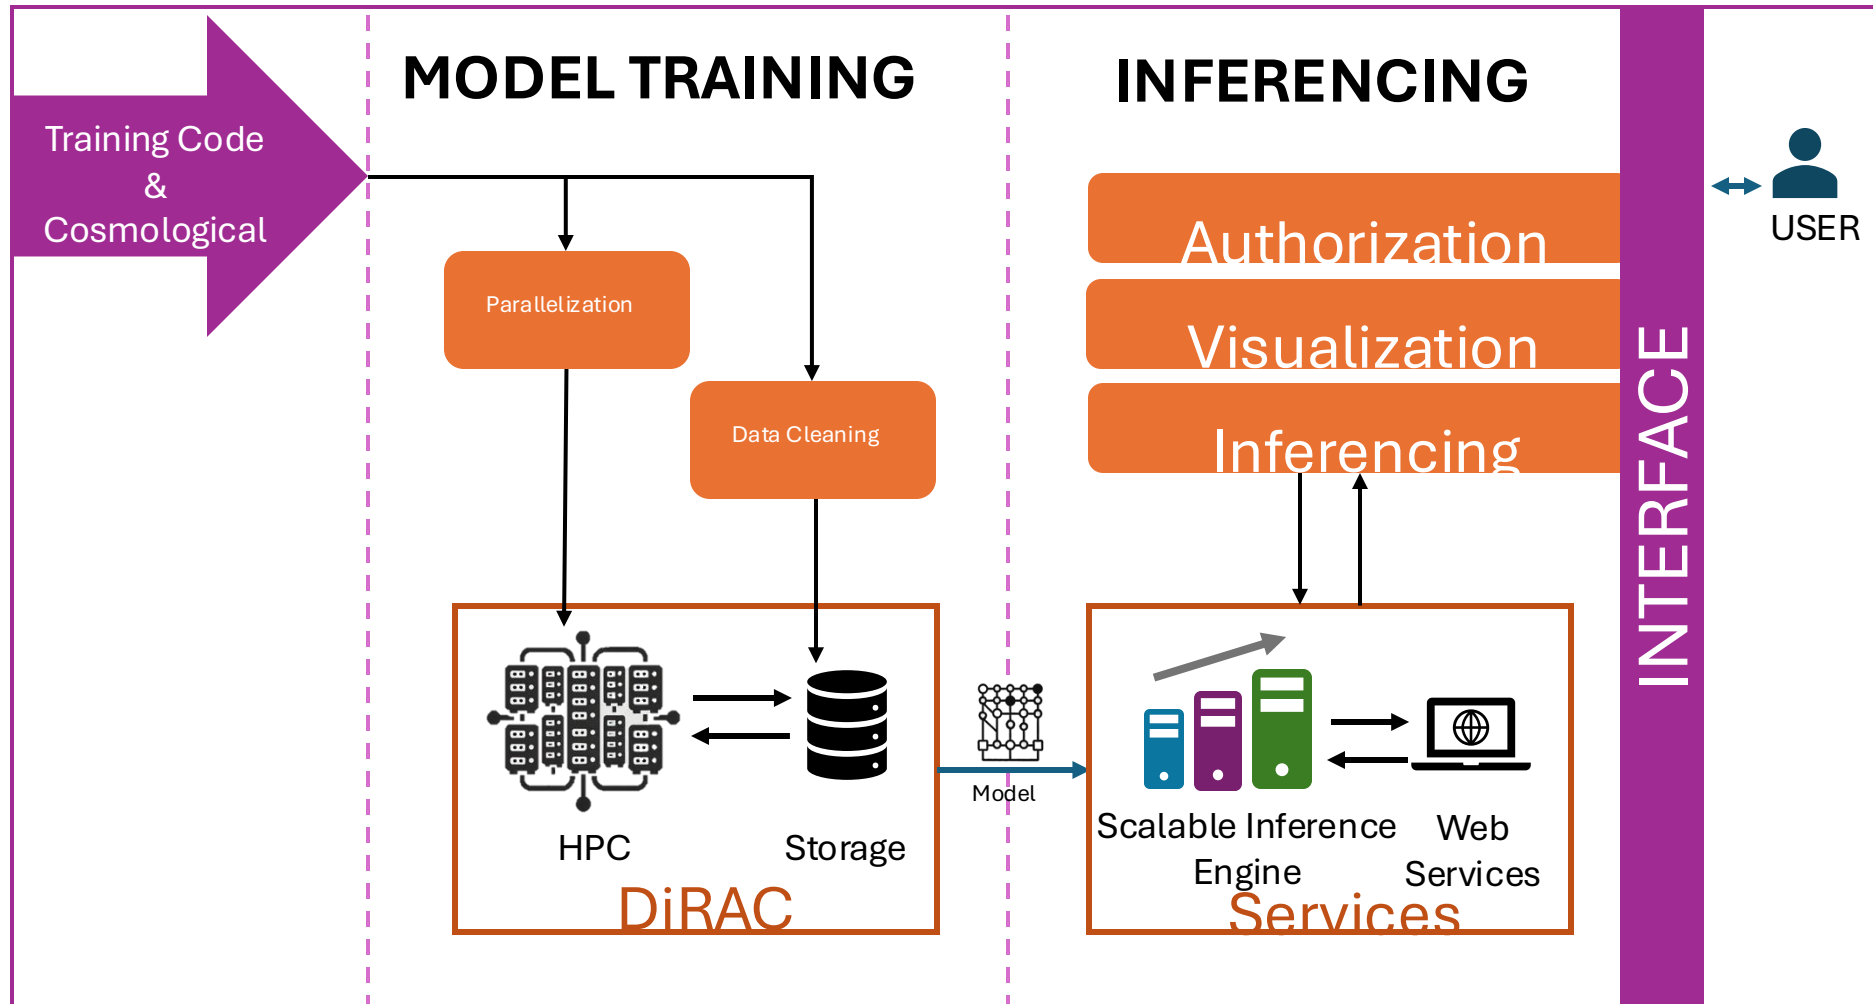 MODEL TRAINING
INFERENCING
Training Code
&
Cosmological
Parallelization
Data Cleaning
HPC
Storage
DiRAC
Model
Authorization
Visualization
Inferencing
Scalable Inference
Engine
Web
Services
Services
INTERFACE
USER